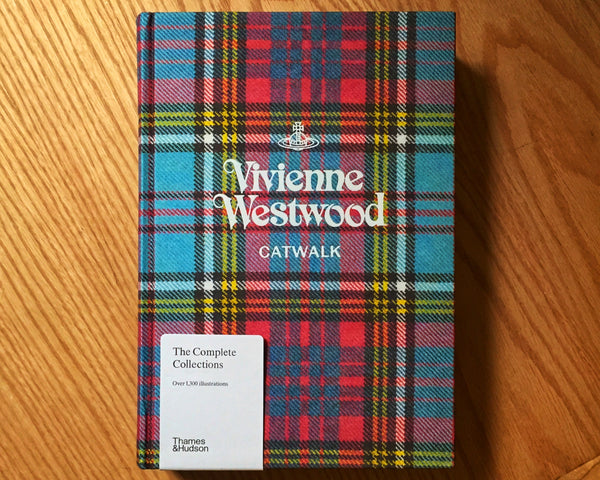 Vivienne
Westwood
CATWALK
The Complete
Collections
Over 1,300 illustrations
Thames
&Hudson